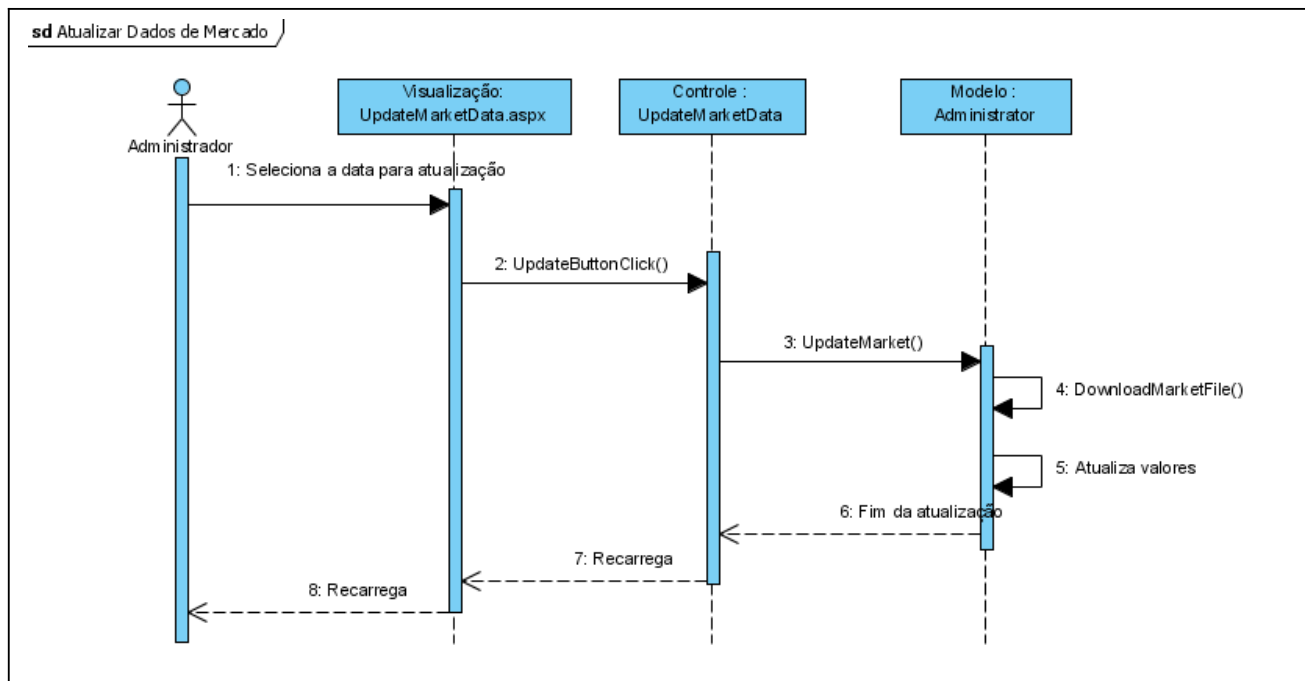 sd Atualizar Dados de Mercado
Visualização:
UpdateMarketData.aspx
Controle :
UpdateMarketData
Modelo :
Administrator
Administrador
1: Seleciona a data para atualização
2: UpdateButtonClick()
3: UpdateMarket()
4: DownloadMarketFile()
5: Atualiza valores
6: Fim da atualização
7: Recarrega
8: Recarrega